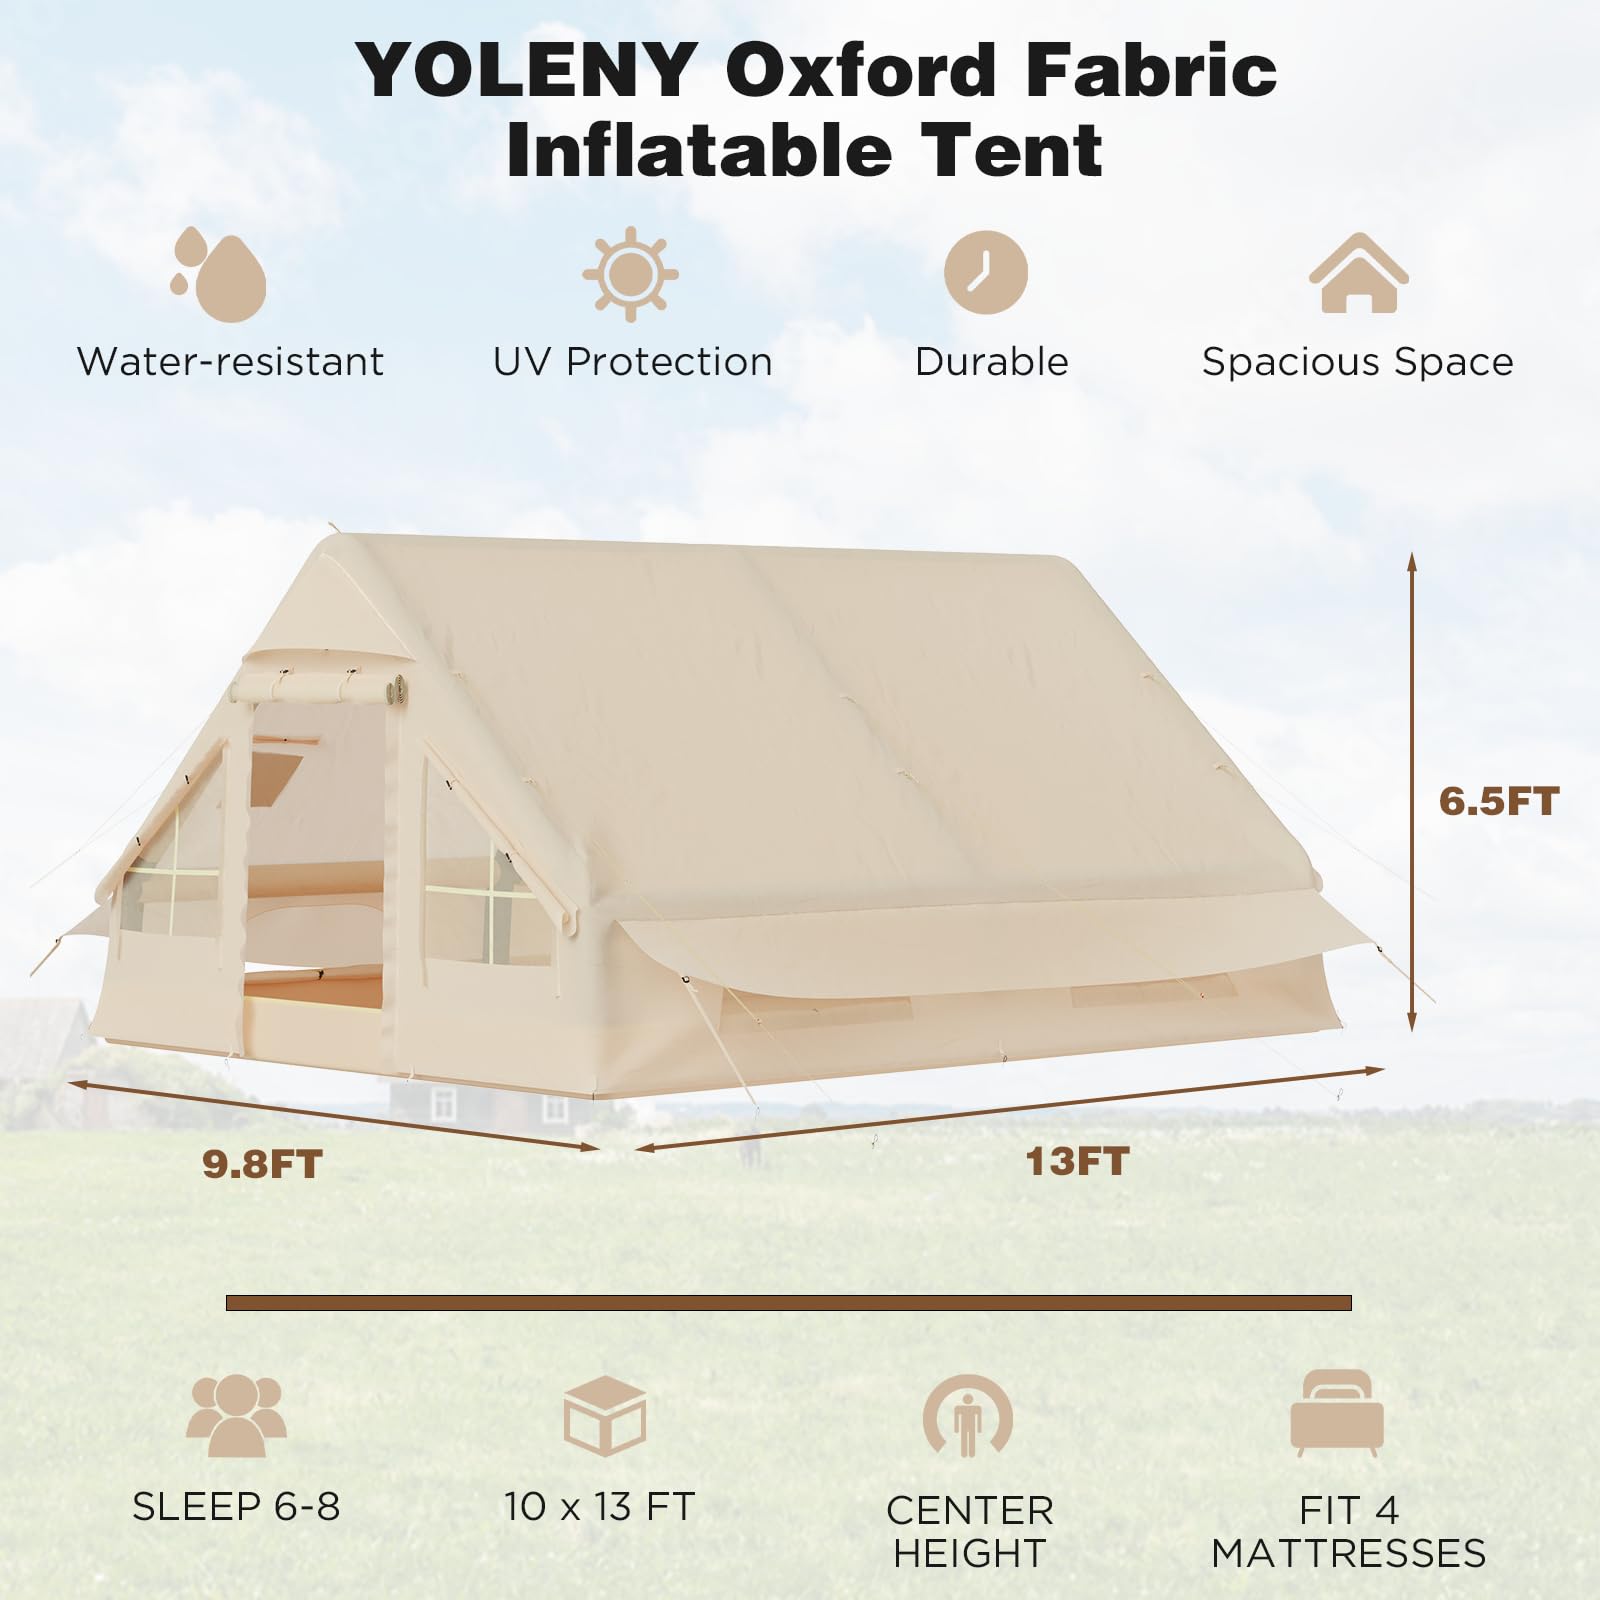 YOLENY Oxford Fabric
Inflatable Tent
Water-resistant
UV Protection
Durable
Spacious Space
6.5FT
9.8FT
13FT
SLEEP 6-8
10 x 13 FT
CENTER
HEIGHT
FIT 4
MATTRESSES